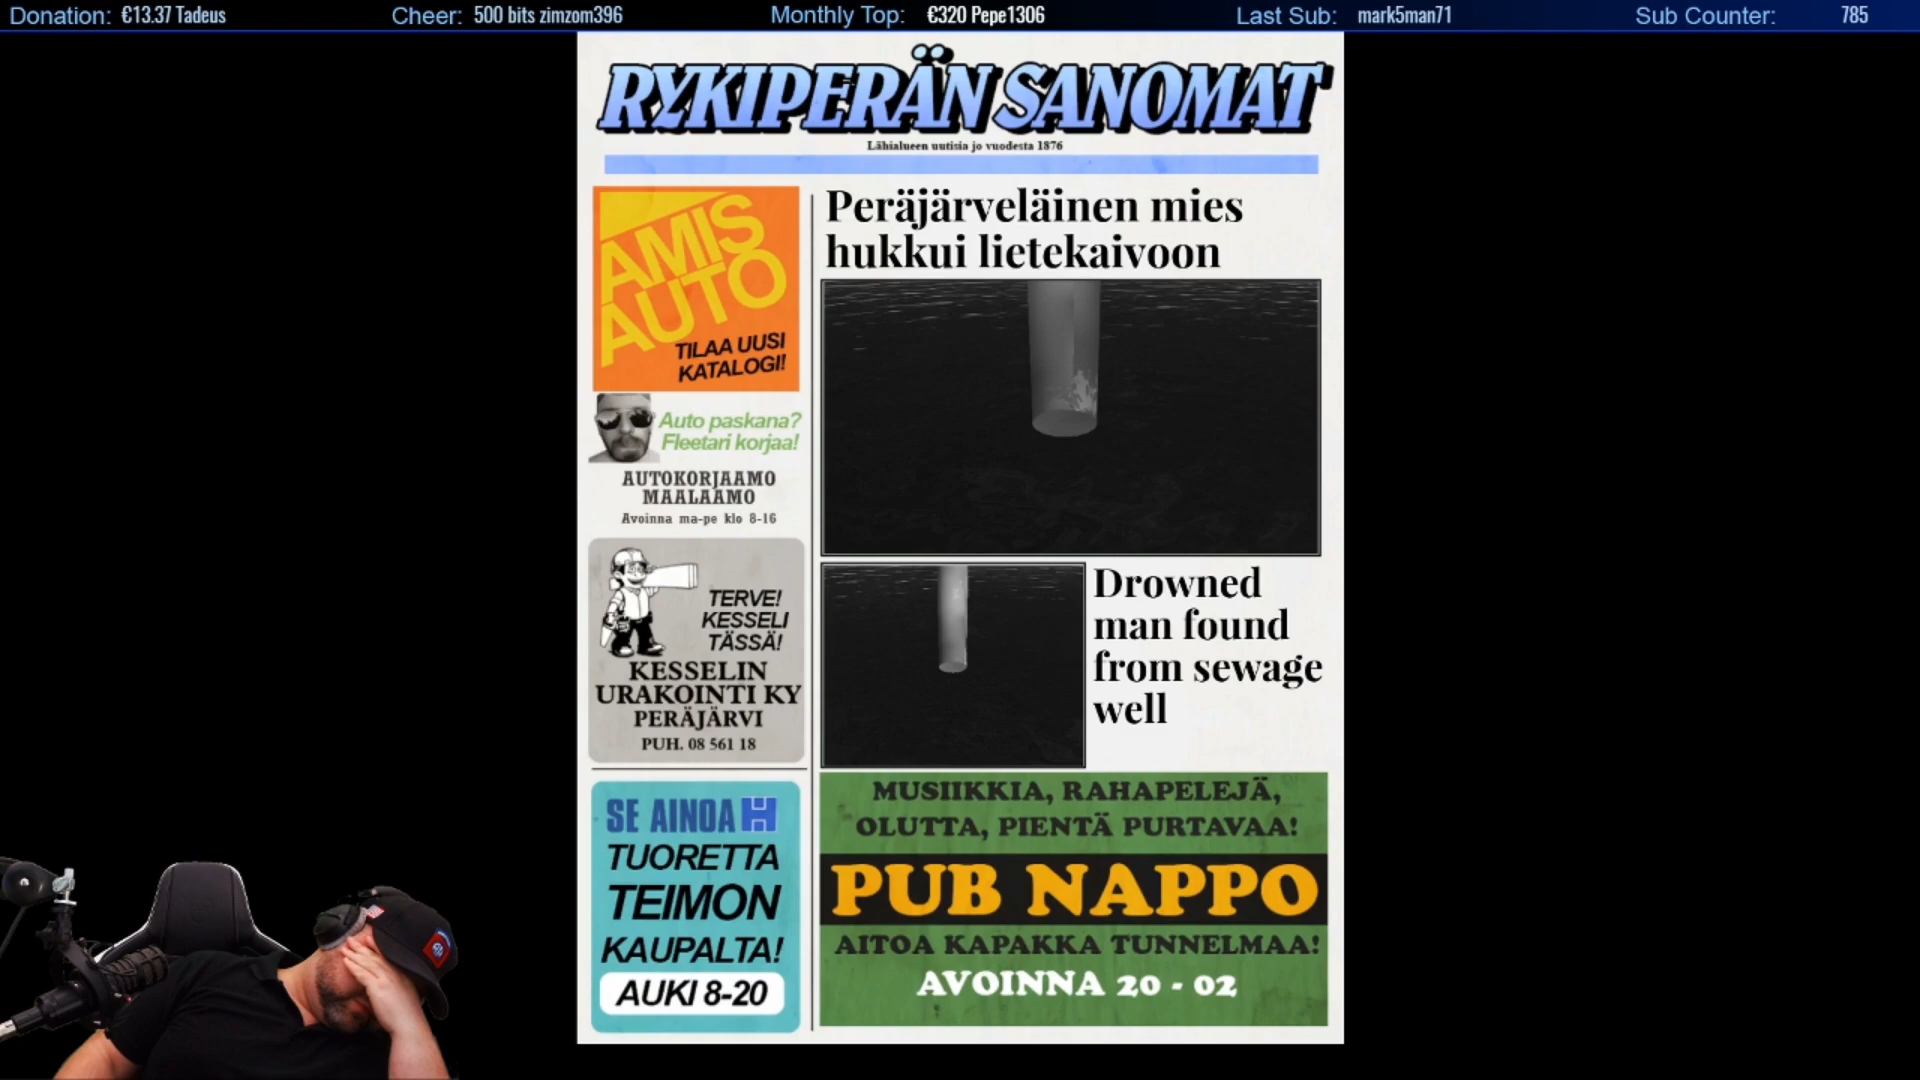 Donation: €13.37 Tadeus Cheer: 500 bits zimzom396 Monthly Top: €320 Pepe1306 Last Sub: mark5man71 Sub Counter: 785
RYKIPERÄN SANOMAT
Lähialueen uutisia jo vuodesta 1876
AMIS
AUTO
TILAA UUSI
KATALOGI!
Auto paskana?
Fleetari korjaa!
AUTOKORJAAMO
MAALAAMO
Avoinna ma-pe klo 8-16
TERVE!
KESSELI
TÄSSÄ!
KESSELIN
URAKOINTI KY
PERÄJÄRVI
PUH. 08 561 18
SE AINOA H
TUORETTA
TEIMON
KAUPALTA!
AUKI 8-20
Peräjärveläinen mies
hukkui lietekaivoon
Drowned
man found
from sewage
well
MUSIIKKIA, RAHAPELEJÄ,
OLUTTA, PIENTÄ PURTAVAA!
PUB NAPPO
AITOA KAPAKKA TUNNELMAA!
AVOINNA 20 - 02